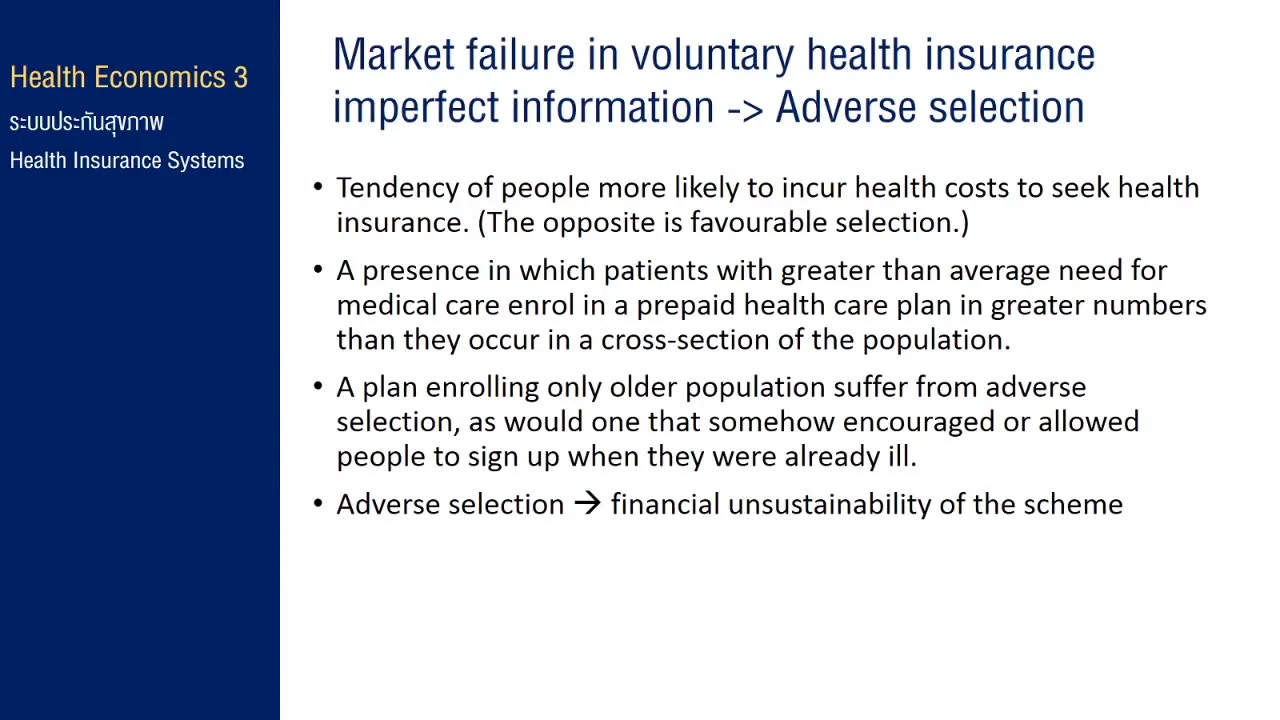 Health Economics 3
ระบบประกันสุขภาพ
Health Insurance Systems
Market failure in voluntary health insurance
imperfect information -> Adverse selection
• Tendency of people more likely to incur health costs to seek health
insurance. (The opposite is favourable selection.)
• A presence in which patients with greater than average need for
medical care enrol in a prepaid health care plan in greater numbers
than they occur in a cross-section of the population.
• A plan enrolling only older population suffer from adverse
selection, as would one that somehow encouraged or allowed
people to sign up when they were already ill.
• Adverse selection → financial unsustainability of the scheme